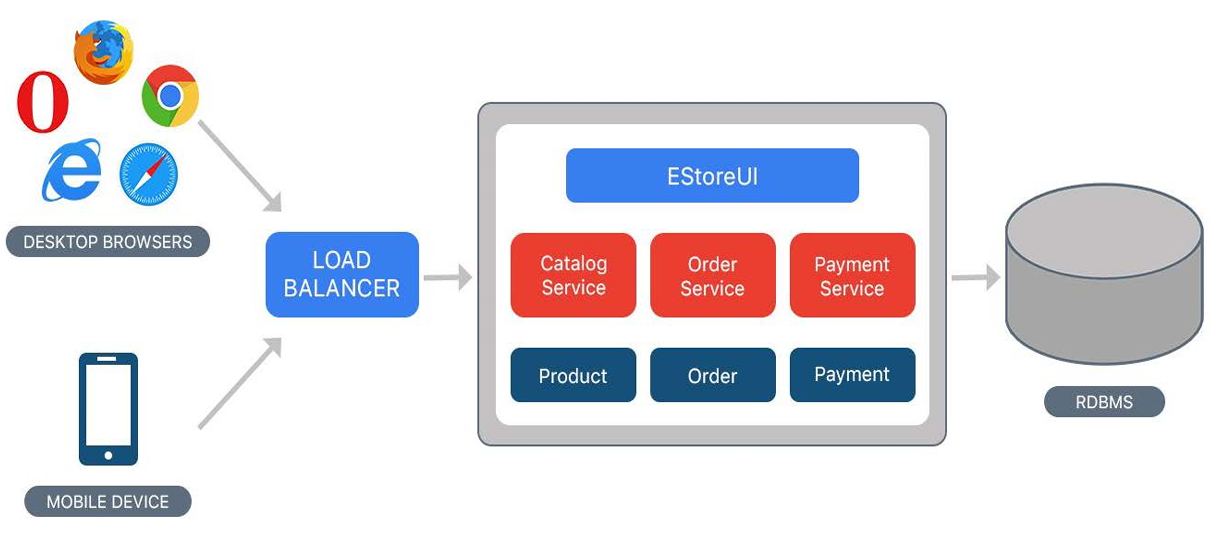 DESKTOP BROWSERS
MOBILE DEVICE
LOAD
BALANCER
EStoreUI
Catalog
Service
Order
Service
Payment
Service
Product
Order
Payment
RDBMS